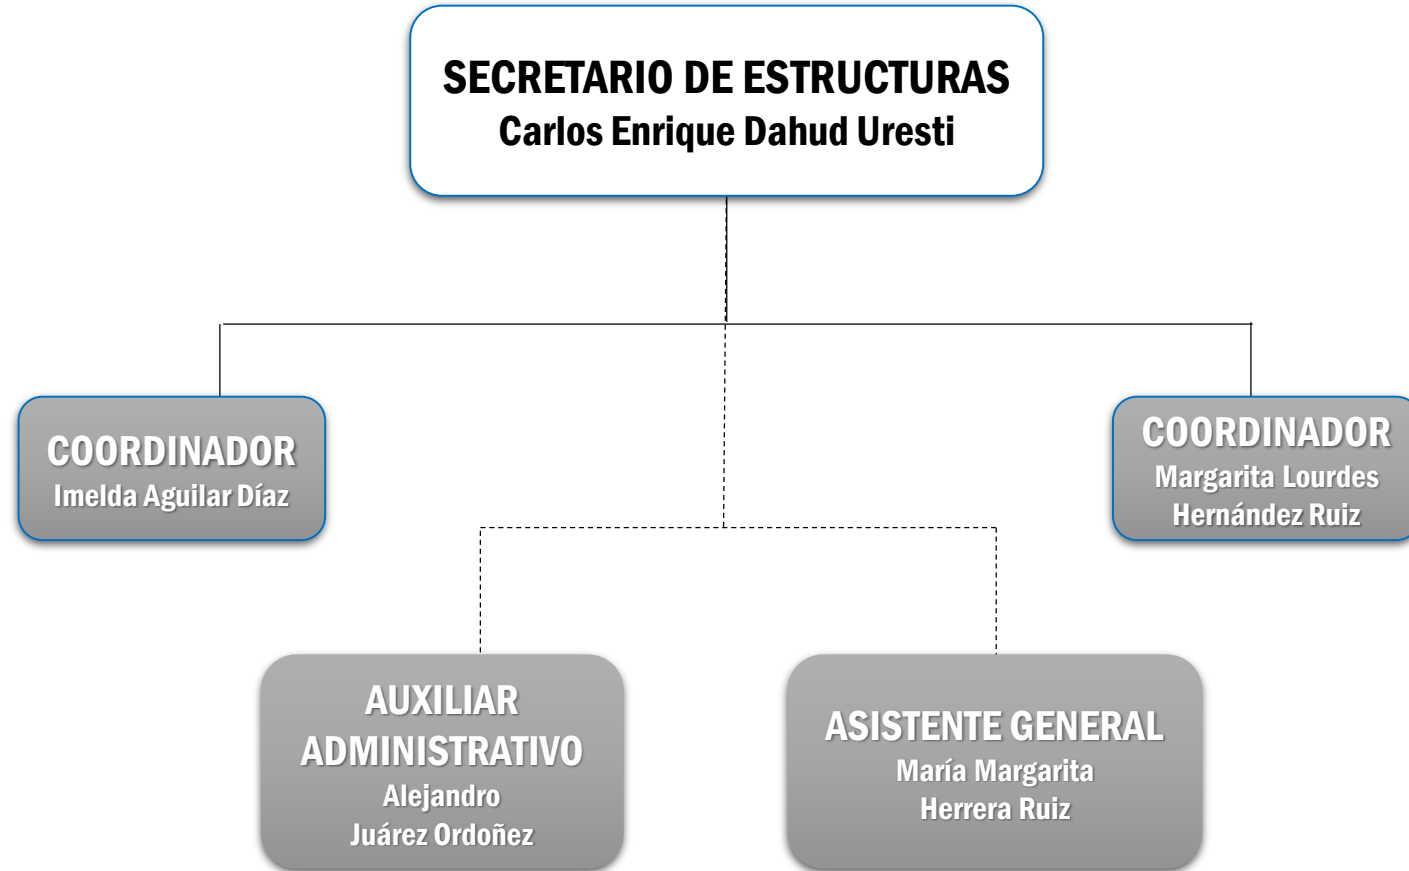 SECRETARIO DE ESTRUCTURAS
Carlos Enrique Dahud Uresti
COORDINADOR
Imelda Aguilar Díaz
COORDINADOR
Margarita Lourdes
Hernández Ruiz
AUXILIAR
ADMINISTRATIVO
Alejandro
Juárez Ordoñez
ASISTENTE GENERAL
María Margarita
Herrera Ruiz